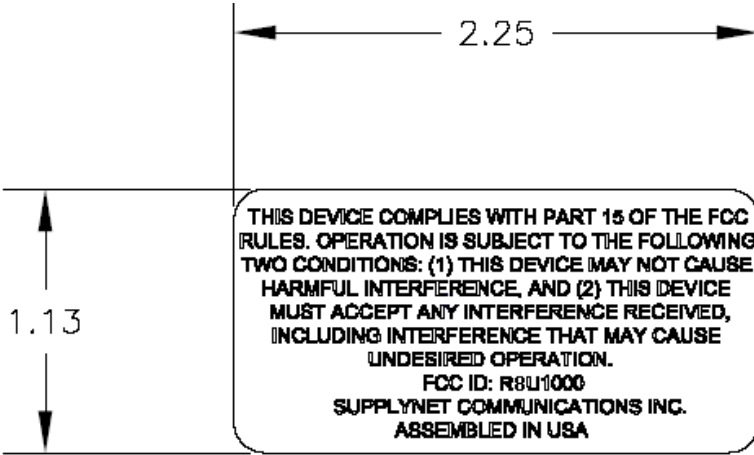 2.25
THIS DEVICE COMPLIES WITH PART 15 OF THE FCC
RULES. OPERATION IS SUBJECT TO THE FOLLOWING
TWO CONDITIONS: (1) THIS DEVICE MAY NOT CAUSE
HARMFUL INTERFERENCE, AND (2) THIS DEVICE
MUST ACCEPT ANY INTERFERENCE RECEIVED,
1.13
INCLUDING INTERFERENCE THAT MAY CAUSE
UNDESIRED OPERATION.
FCC ID: R8U1000
SUPPLYNET COMMUNICATIONS INC.
ASSEMBLED IN USA